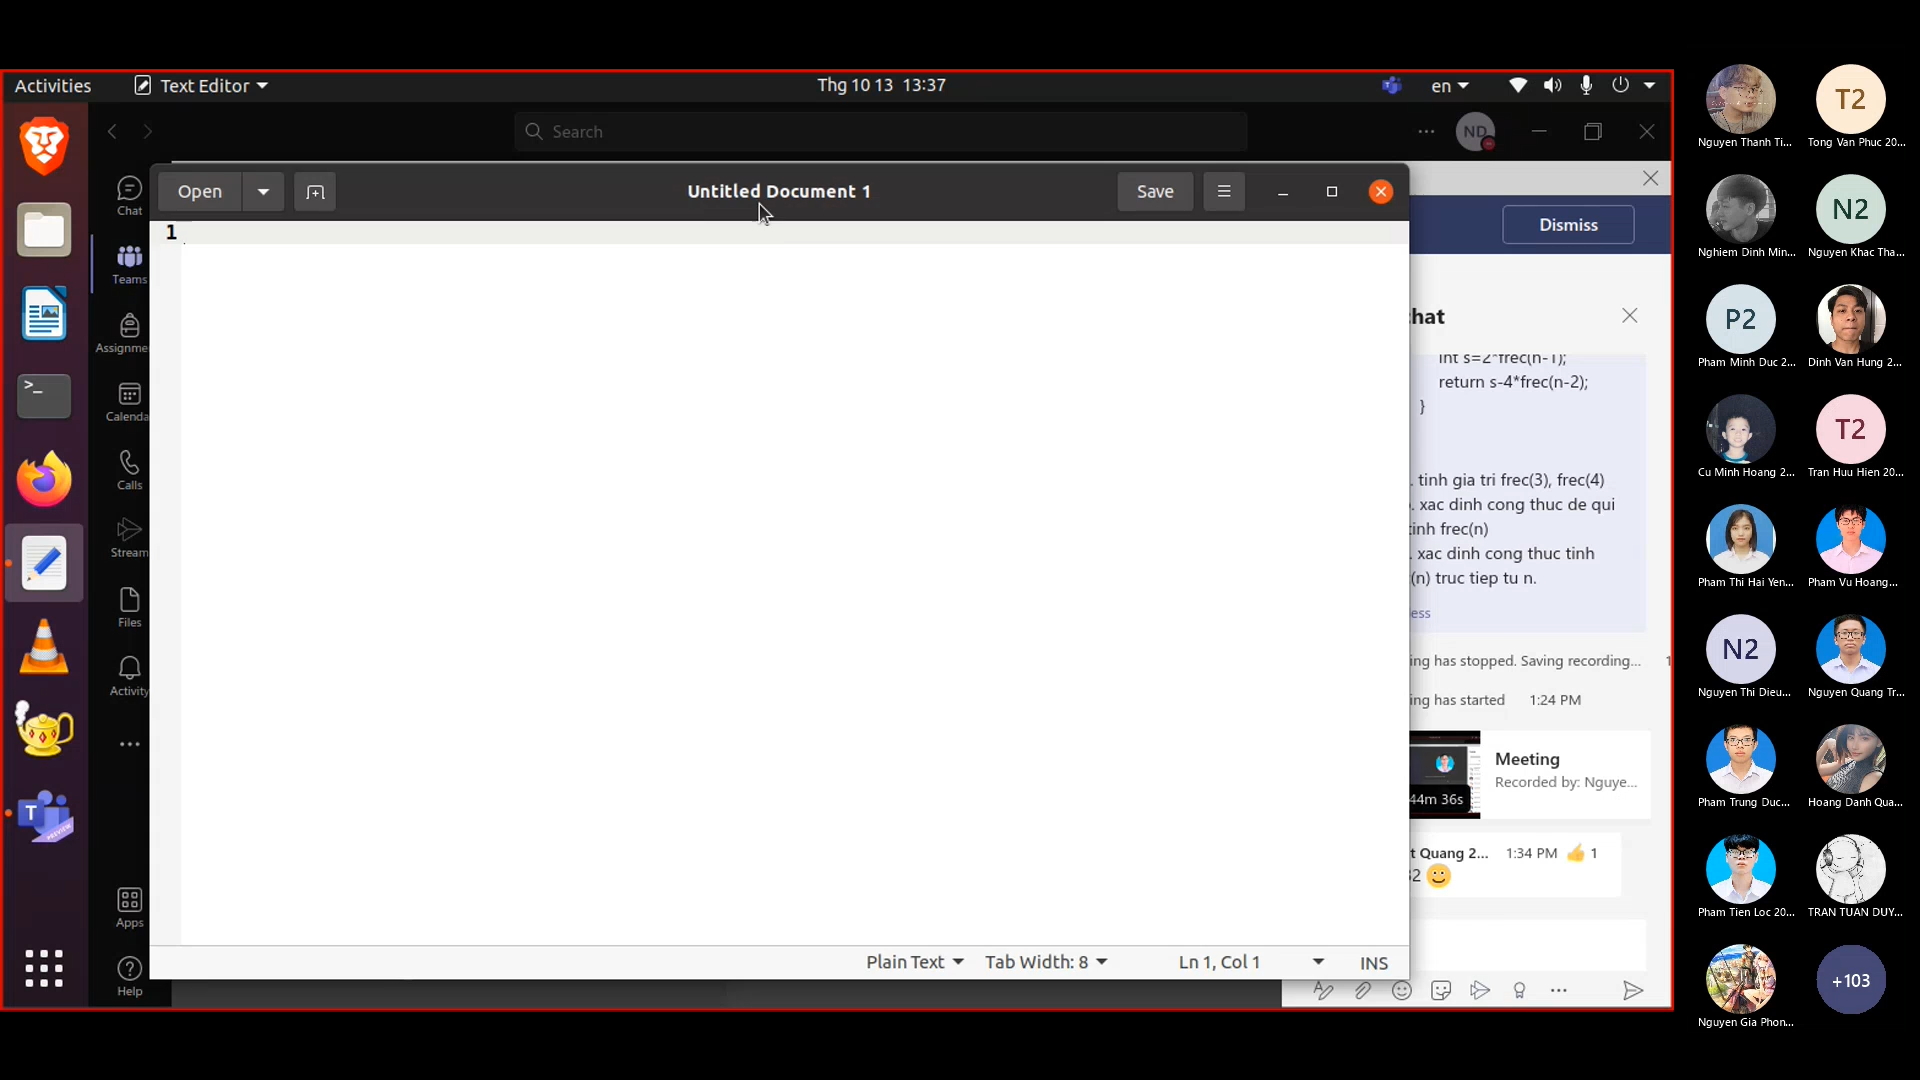 Activities
Text Editor
Thg 10 13 13:37
en
Search
ND
Chat
Teams
Assignme
Calenda
Calls
Stream
Files
Activity
Apps
Help
Open
Untitled Document 1
Save
1
Plain Text
Tab Width: 8
Ln 1, Col 1
INS
Dismiss
hat
int s=2*frec(n-1);
return s-4*frec(n-2);
}
. tinh gia tri frec(3), frec(4)
. xac dinh cong thuc de qui
inh frec(n)
. xac dinh cong thuc tinh
(n) truc tiep tu n.
ess
ing has stopped. Saving recording...
ing has started 1:24 PM
Meeting
Recorded by: Nguye...
44m 36s
t Quang 2... 1:34 PM 1
32
T2
Nguyen Thanh Ti... Tong Van Phuc 20...
N2
Nghiem Dinh Min... Nguyen Khac Tha...
P2
Pham Minh Duc 2... Dinh Van Hung 2...
T2
Cu Minh Hoang 2... Tran Huu Hien 20...
Pham Thi Hai Yen... Pham Vu Hoang...
N2
Nguyen Thi Dieu... Nguyen Quang Tr...
Pham Trung Duc... Hoang Danh Qua...
Pham Tien Loc 20... TRAN TUAN DUY...
+103
Nguyen Gia Phon...